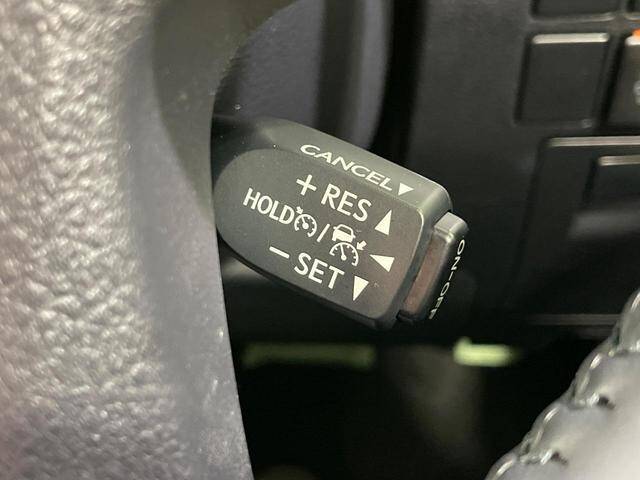 CANCEL▼
+ RES ▲
HOLD / ◀
− SET ▼
ON-OFF